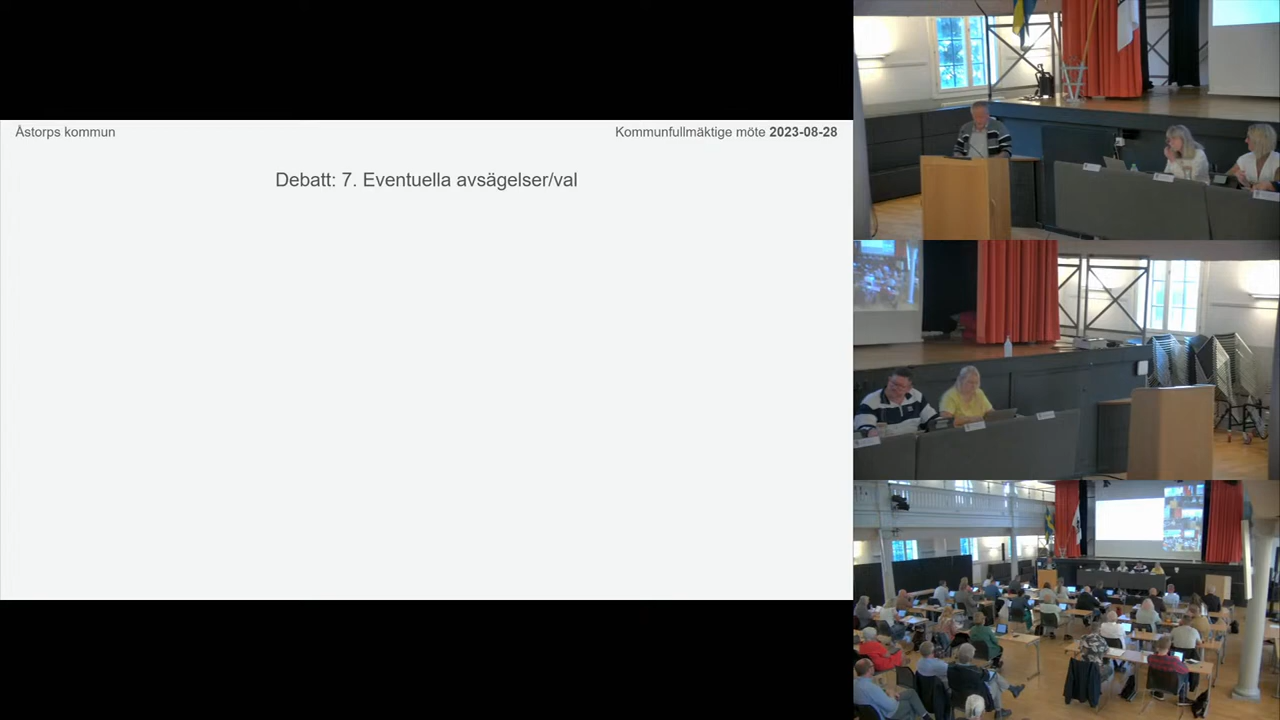 Åstorps kommun
Kommunfullmäktige möte 2023-08-28
Debatt: 7. Eventuella avsägelser/val